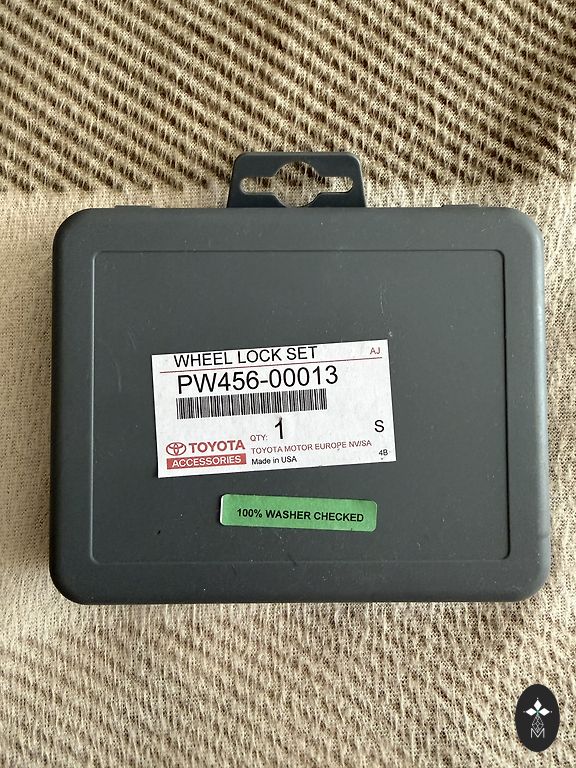 WHEEL LOCK SET AJ
PW456-00013
QTY: 1 S
TOYOTA
ACCESSORIES
TOYOTA MOTOR EUROPE NV/SA
Made in USA 4B
100% WASHER CHECKED
M